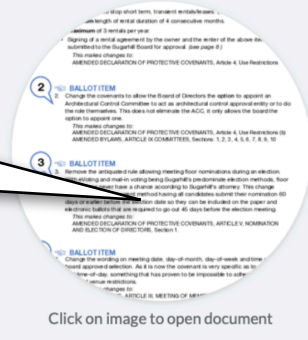 stop short term, transient rentals/leases
length of rental duration of 4 consecutive months.
of 3 rentals per year.
Signing of a rental agreement by the owner and the renter of the above
submitted to the Sugarhill Board for approval. (see page 6)
This makes changes to:
AMENDED DECLARATION OF PROTECTIVE COVENANTS, Article 4, Use Restrictions
2 BALLOT ITEM
2. Change the covenants to allow the Board of Directors the option to appoint an
Architectural Control Committee to act as architectural control approval entity or to do
the role themselves. This does not eliminate the ACC, it only allows the board the
option to appoint one.
This makes changes to:
AMENDED DECLARATION OF PROTECTIVE COVENANTS, Article 4, Use Restrictions (b)
AMENDED BYLAWS, ARTICLE IX COMMITTEES, Sections: 1, 2, 3, 4, 5, 6, 7, 8, 9, 10
3 BALLOT ITEM
3. Remove the antiquated rule allowing meeting floor nominations during an election.
eVoting and mail-in voting being Sugarhill's predominate election methods, floor
never have a chance according to Sugarhill's attorney. This change
method having all candidates submit their nomination 60
days or earlier before the election date so they can be included on the paper and
electronic ballots that are required to go out 45 days before the election meeting.
This makes changes to:
AMENDED DECLARATION OF PROTECTIVE COVENANTS, ARTICLE V, NOMINATION
AND ELECTION OF DIRECTORS, Section 1.
BALLOT ITEM
Change the wording on meeting date, day-of-month, day-of-week and time
board approved selection. As it is now the covenant is very specific as to
time-of-day, something that has proven to be impossible to
venue restrictions.
changes to:
ARTICLE III, MEETING OF
Click on image to open document